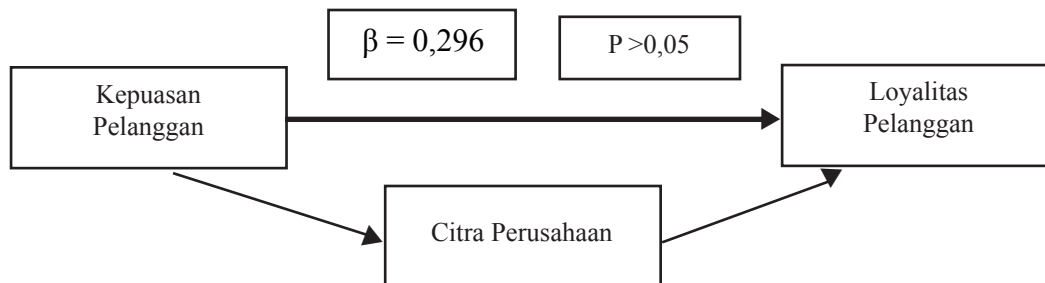 β = 0,296
P >0,05
Kepuasan
Pelanggan
Loyalitas
Pelanggan
Citra Perusahaan